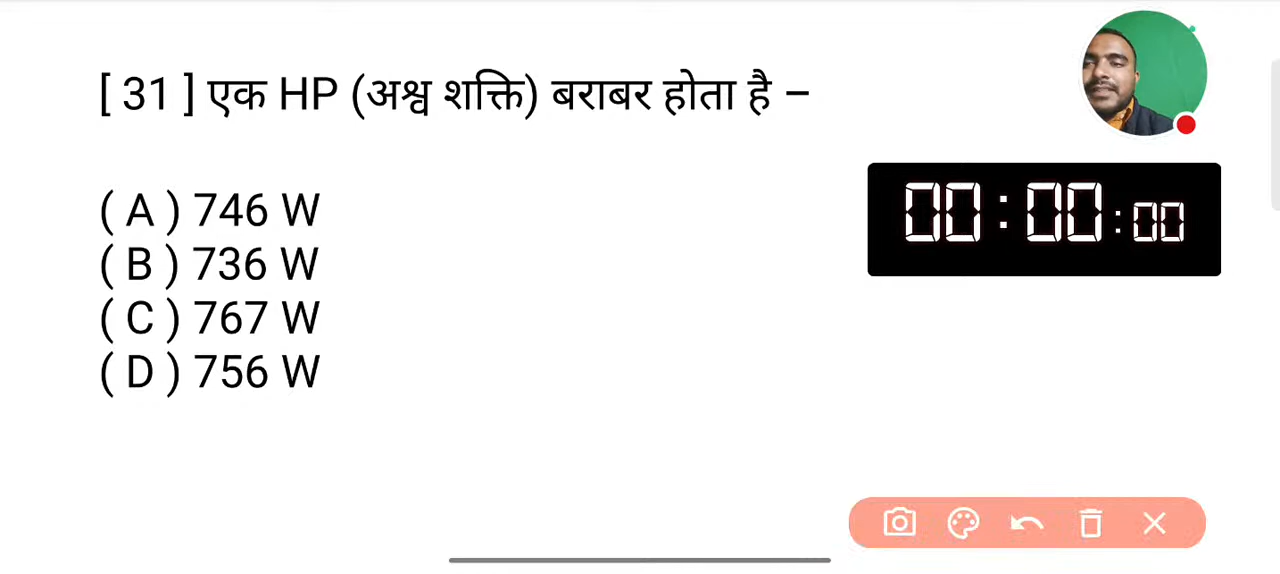 [ 31 ] एक HP (अश्व शक्ति) बराबर होता है –
00:00:00
( A ) 746 W
( B ) 736 W
( C ) 767 W
( D ) 756 W